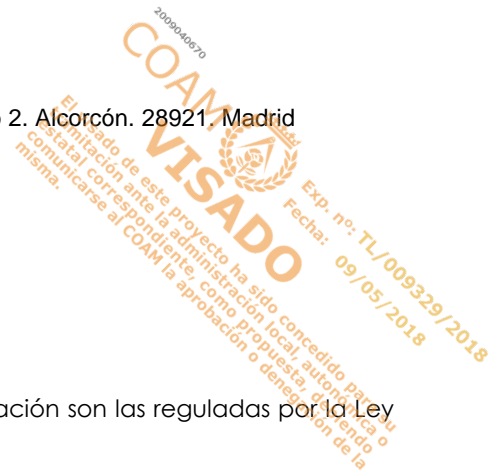 2009040670
COAM
VISADO
Exp. nº: TL/009329/2018
Fecha: 09/05/2018
El visado de este proyecto ha sido concedido para su
tramitación ante la administración local, autonómica o
estatal correspondiente, como propuesta, debiendo
comunicarse al COAM la aprobación o denegación de la
misma.
2. Alcorcón. 28921. Madrid
ación son las reguladas por la Ley